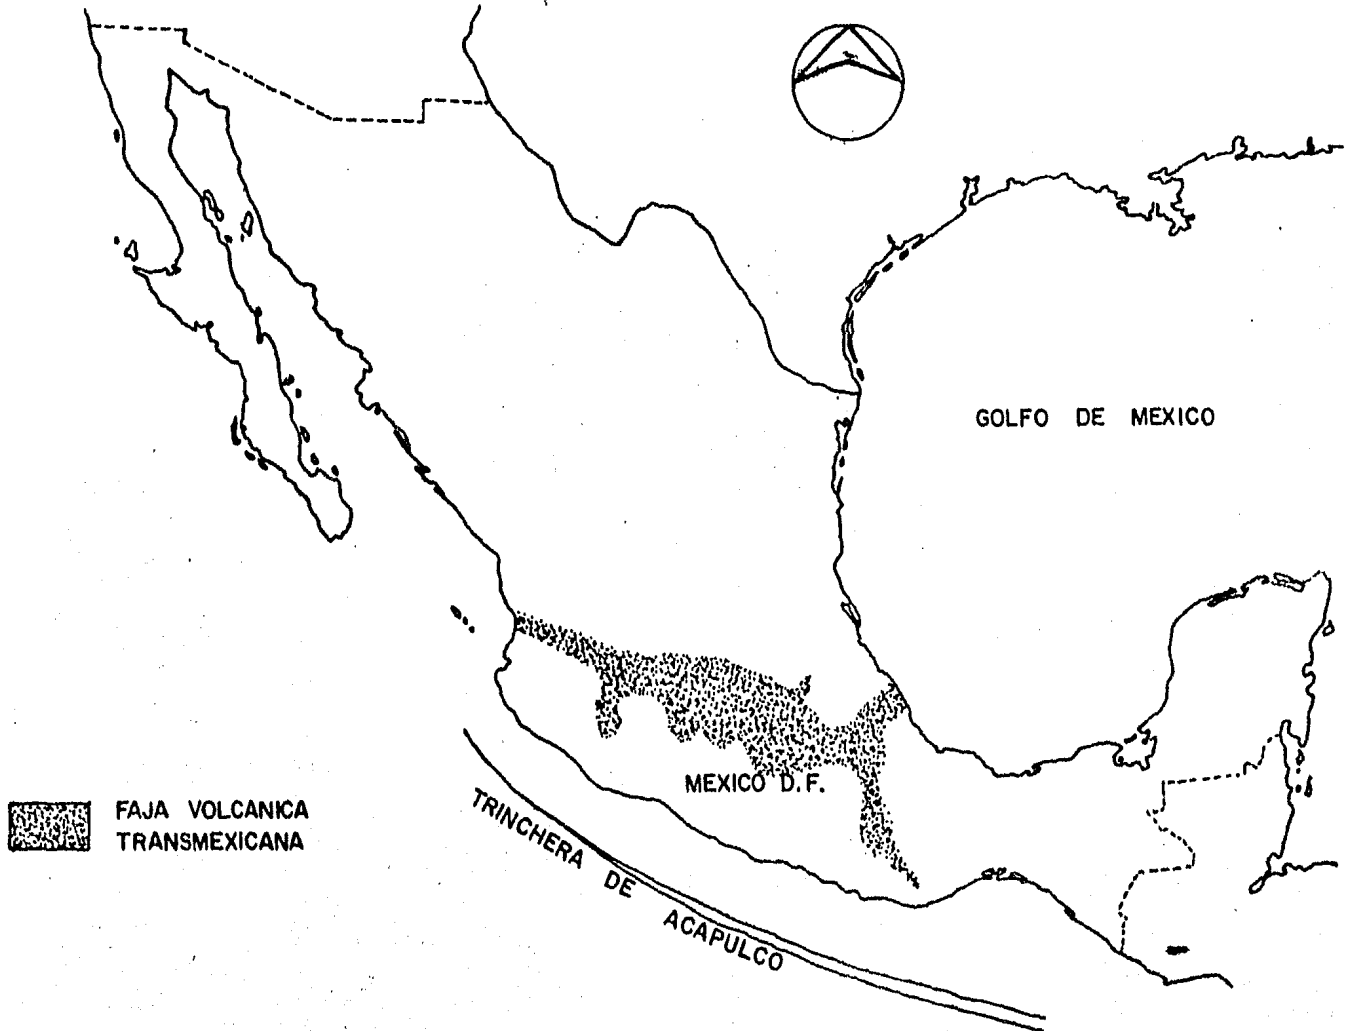 GOLFO DE MEXICO
MEXICO D.F.
FAJA VOLCANICA
TRANSMEXICANA
TRINCHERA DE ACAPULCO